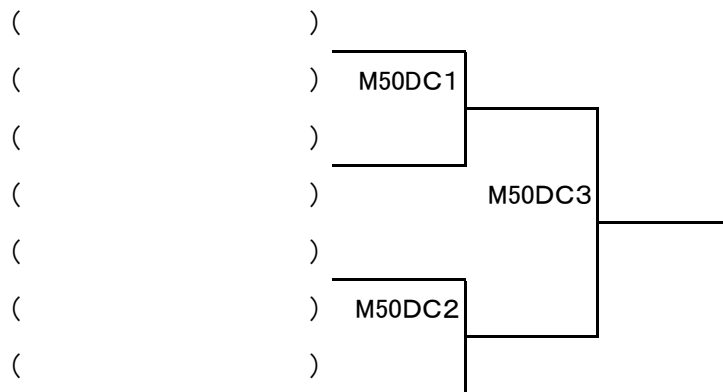 (                    )
(                    ) M50DC1
(                    )
(                    ) M50DC3
(                    )
(                    ) M50DC2
(                    )